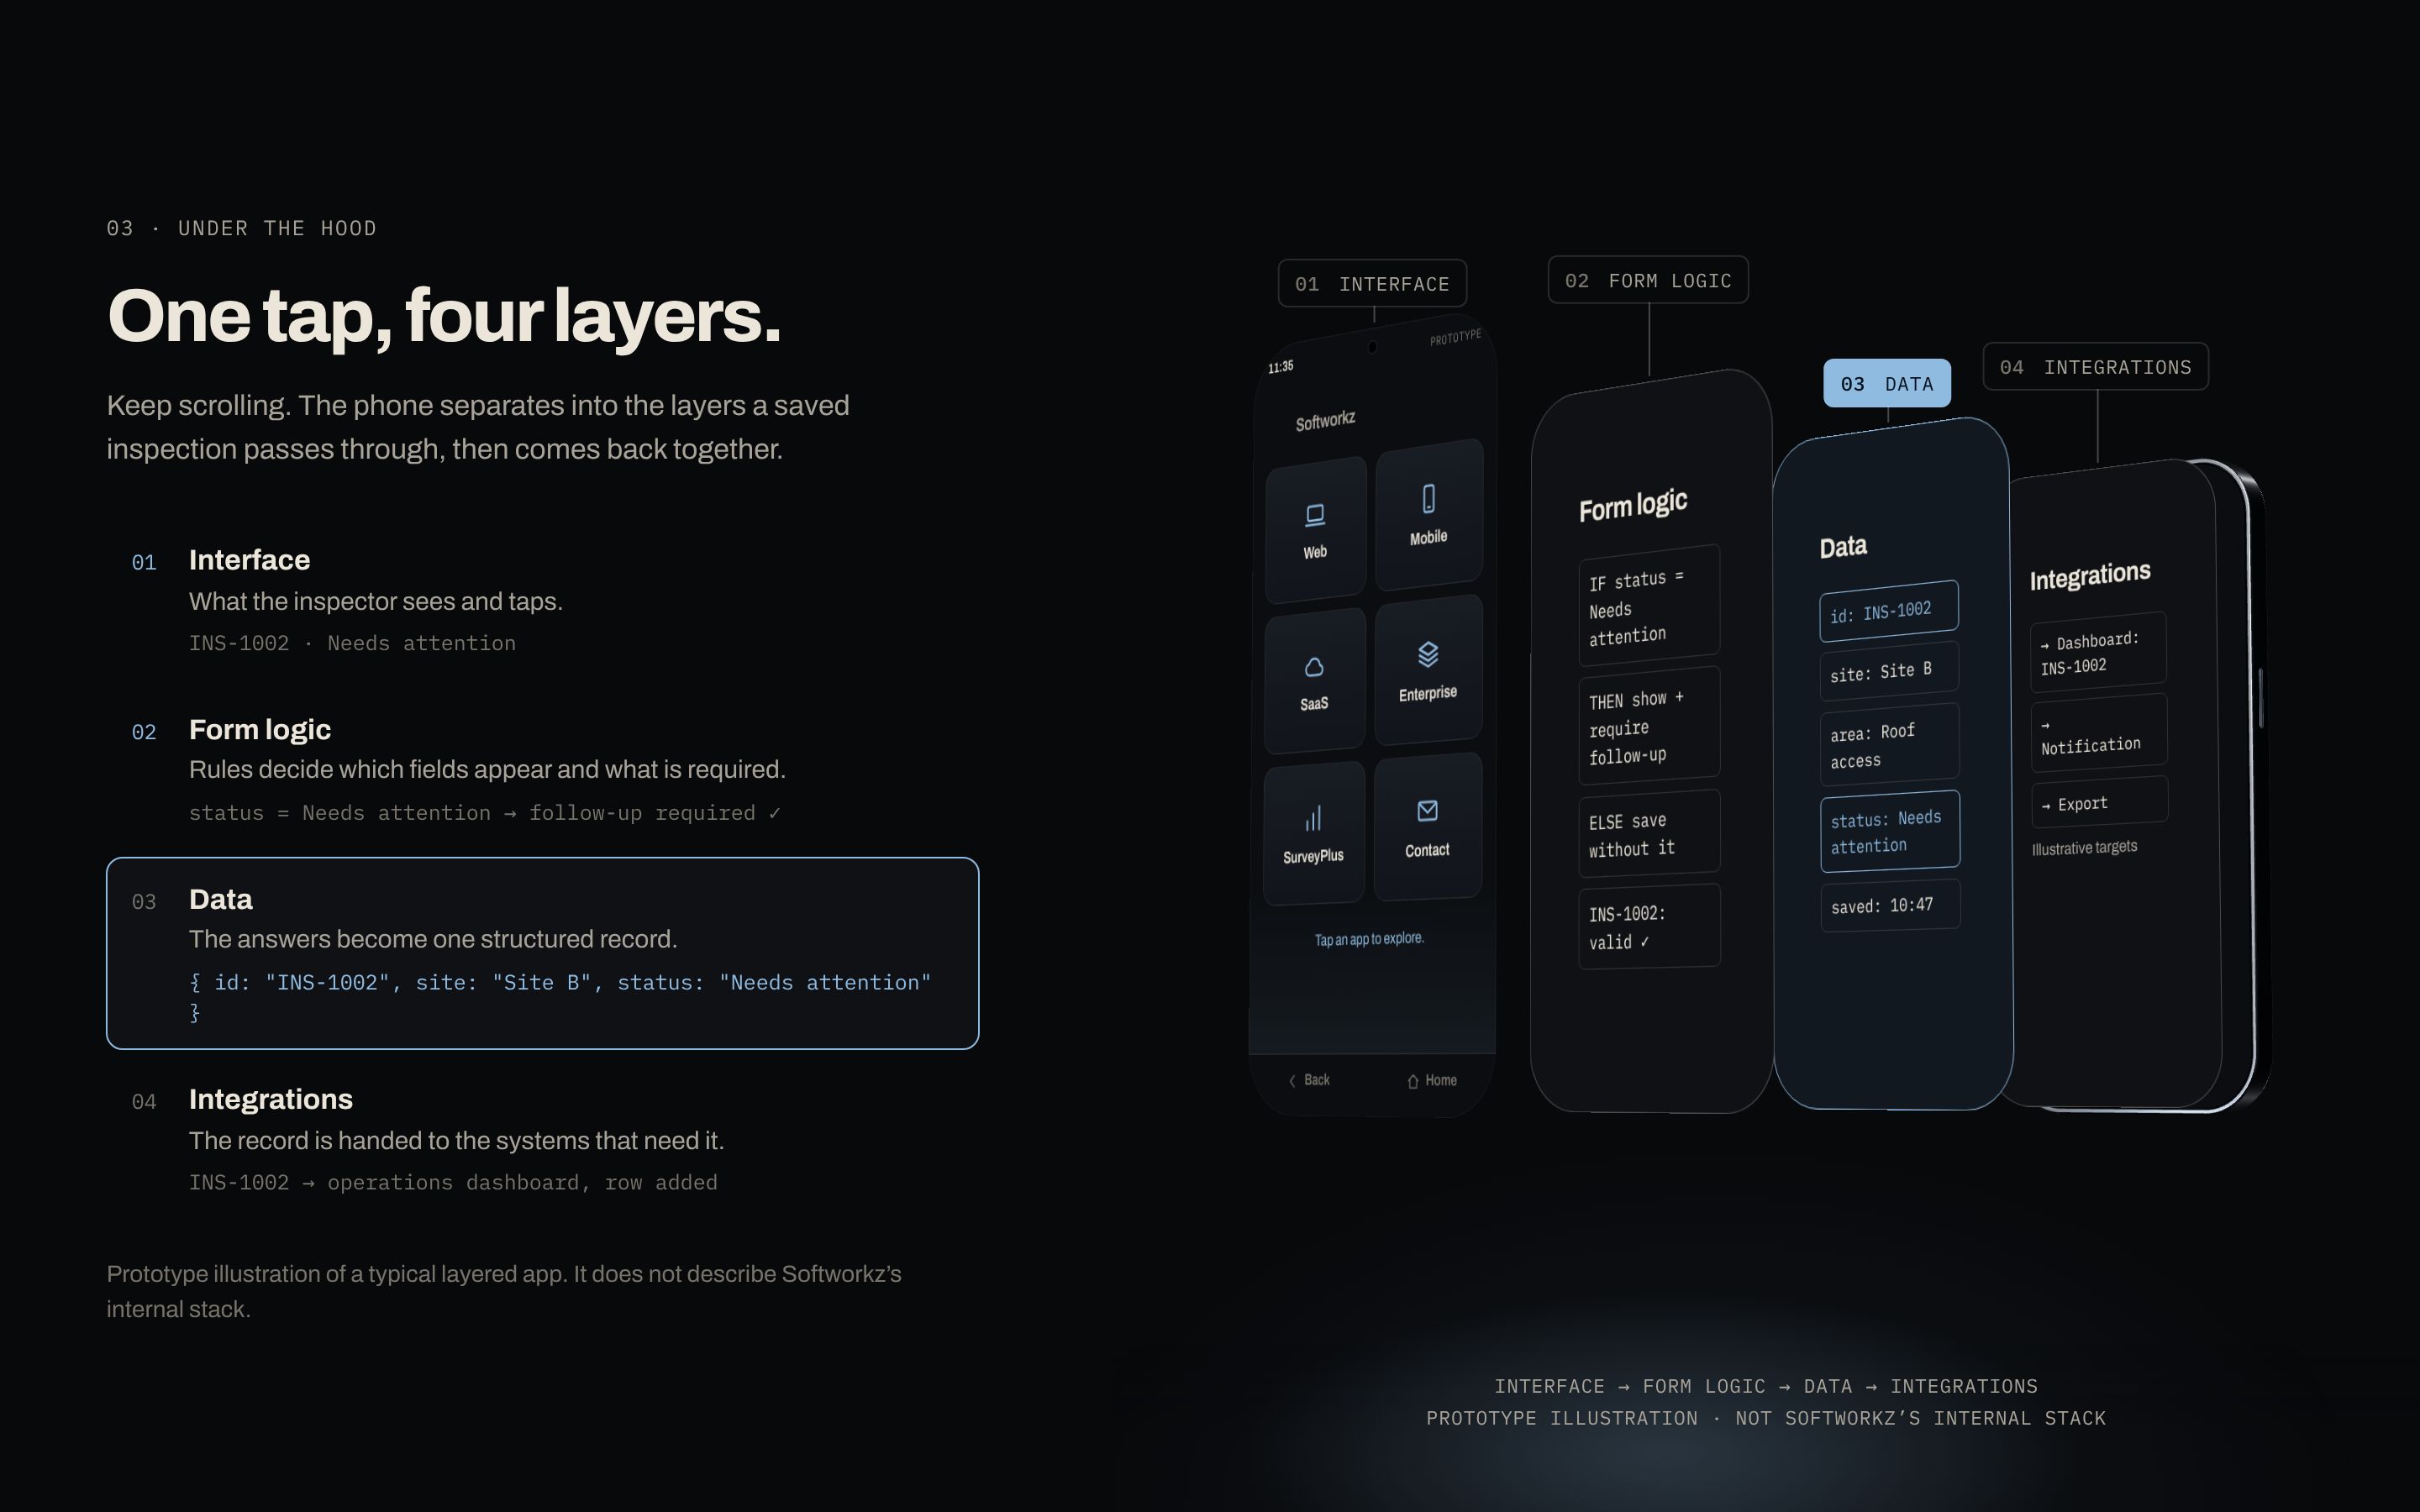 03 · UNDER THE HOOD
One tap, four layers.
Keep scrolling. The phone separates into the layers a saved
inspection passes through, then comes back together.
01 Interface
What the inspector sees and taps.
INS-1002 · Needs attention
02 Form logic
Rules decide which fields appear and what is required.
status = Needs attention → follow-up required ✓
03 Data
The answers become one structured record.
{ id: "INS-1002", site: "Site B", status: "Needs attention"
}
04 Integrations
The record is handed to the systems that need it.
INS-1002 → operations dashboard, row added
Prototype illustration of a typical layered app. It does not describe Softworkz’s
internal stack.
01 INTERFACE
11:35
PROTOTYPE
Softworkz
Web
Mobile
SaaS
Enterprise
SurveyPlus
Contact
Tap an app to explore.
Back
Home
02 FORM LOGIC
Form logic
IF status =
Needs
attention
THEN show +
require
follow-up
ELSE save
without it
INS-1002:
valid ✓
03 DATA
Data
id: INS-1002
site: Site B
area: Roof
access
status: Needs
attention
saved: 10:47
04 INTEGRATIONS
Integrations
→ Dashboard:
INS-1002
→
Notification
→ Export
Illustrative targets
INTERFACE → FORM LOGIC → DATA → INTEGRATIONS
PROTOTYPE ILLUSTRATION · NOT SOFTWORKZ’S INTERNAL STACK